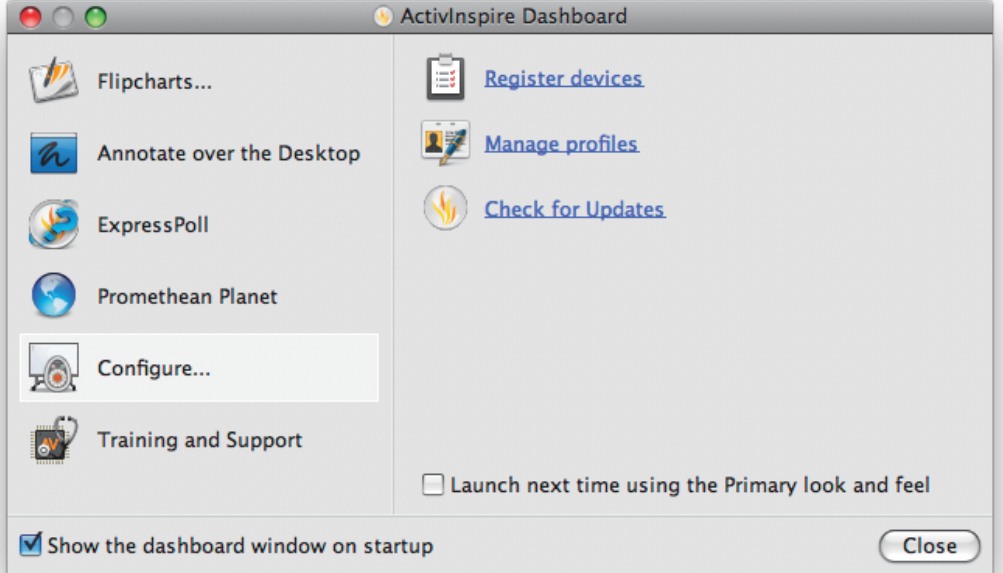 ActivInspire Dashboard
Flipcharts...
Annotate over the Desktop
ExpressPoll
Promethean Planet
Configure...
Training and Support
Register devices
Manage profiles
Check for Updates
Launch next time using the Primary look and feel
Show the dashboard window on startup
Close